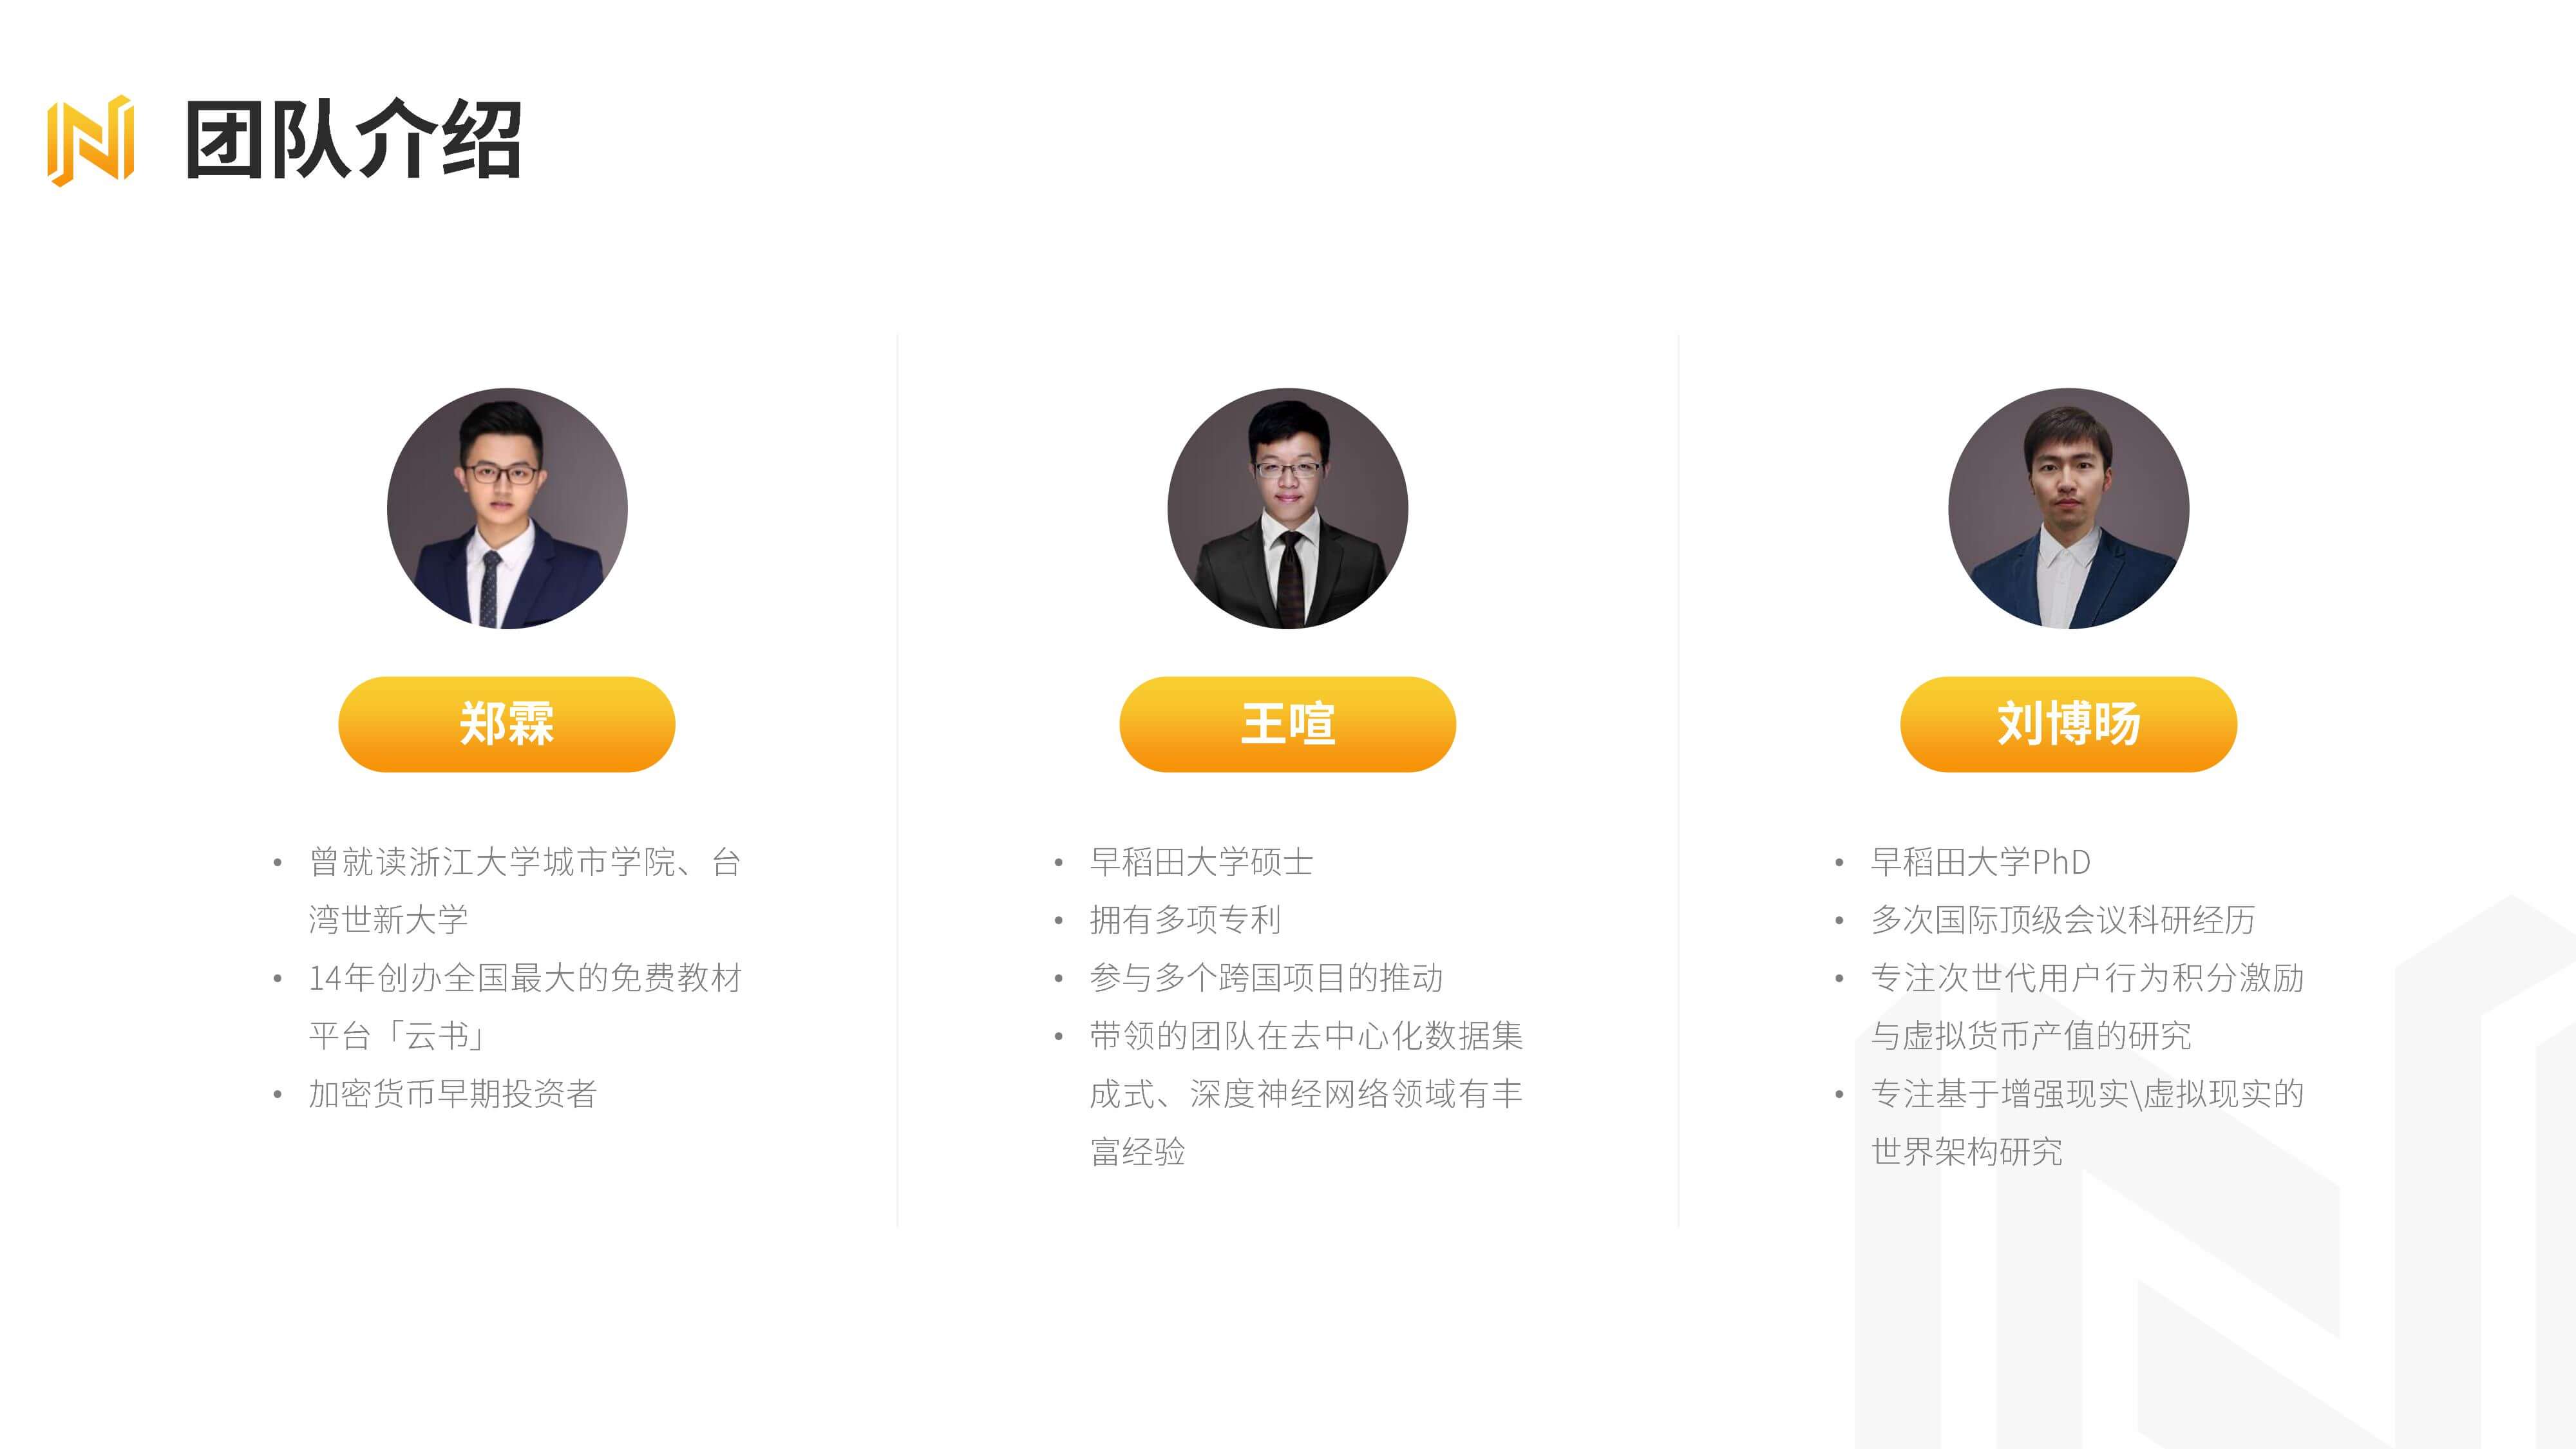 团队介绍
郑霖
曾就读浙江大学城市学院、台
湾世新大学
14年创办全国最大的免费教材
平台「云书」
加密货币早期投资者
王喧
早稻田大学硕士
拥有多项专利
参与多个跨国项目的推动
带领的团队在去中心化数据集
成式、深度神经网络领域有丰
富经验
刘博旸
早稻田大学PhD
多次国际顶级会议科研经历
专注次世代用户行为积分激励
与虚拟货币产值的研究
专注基于增强现实\虚拟现实的
世界架构研究